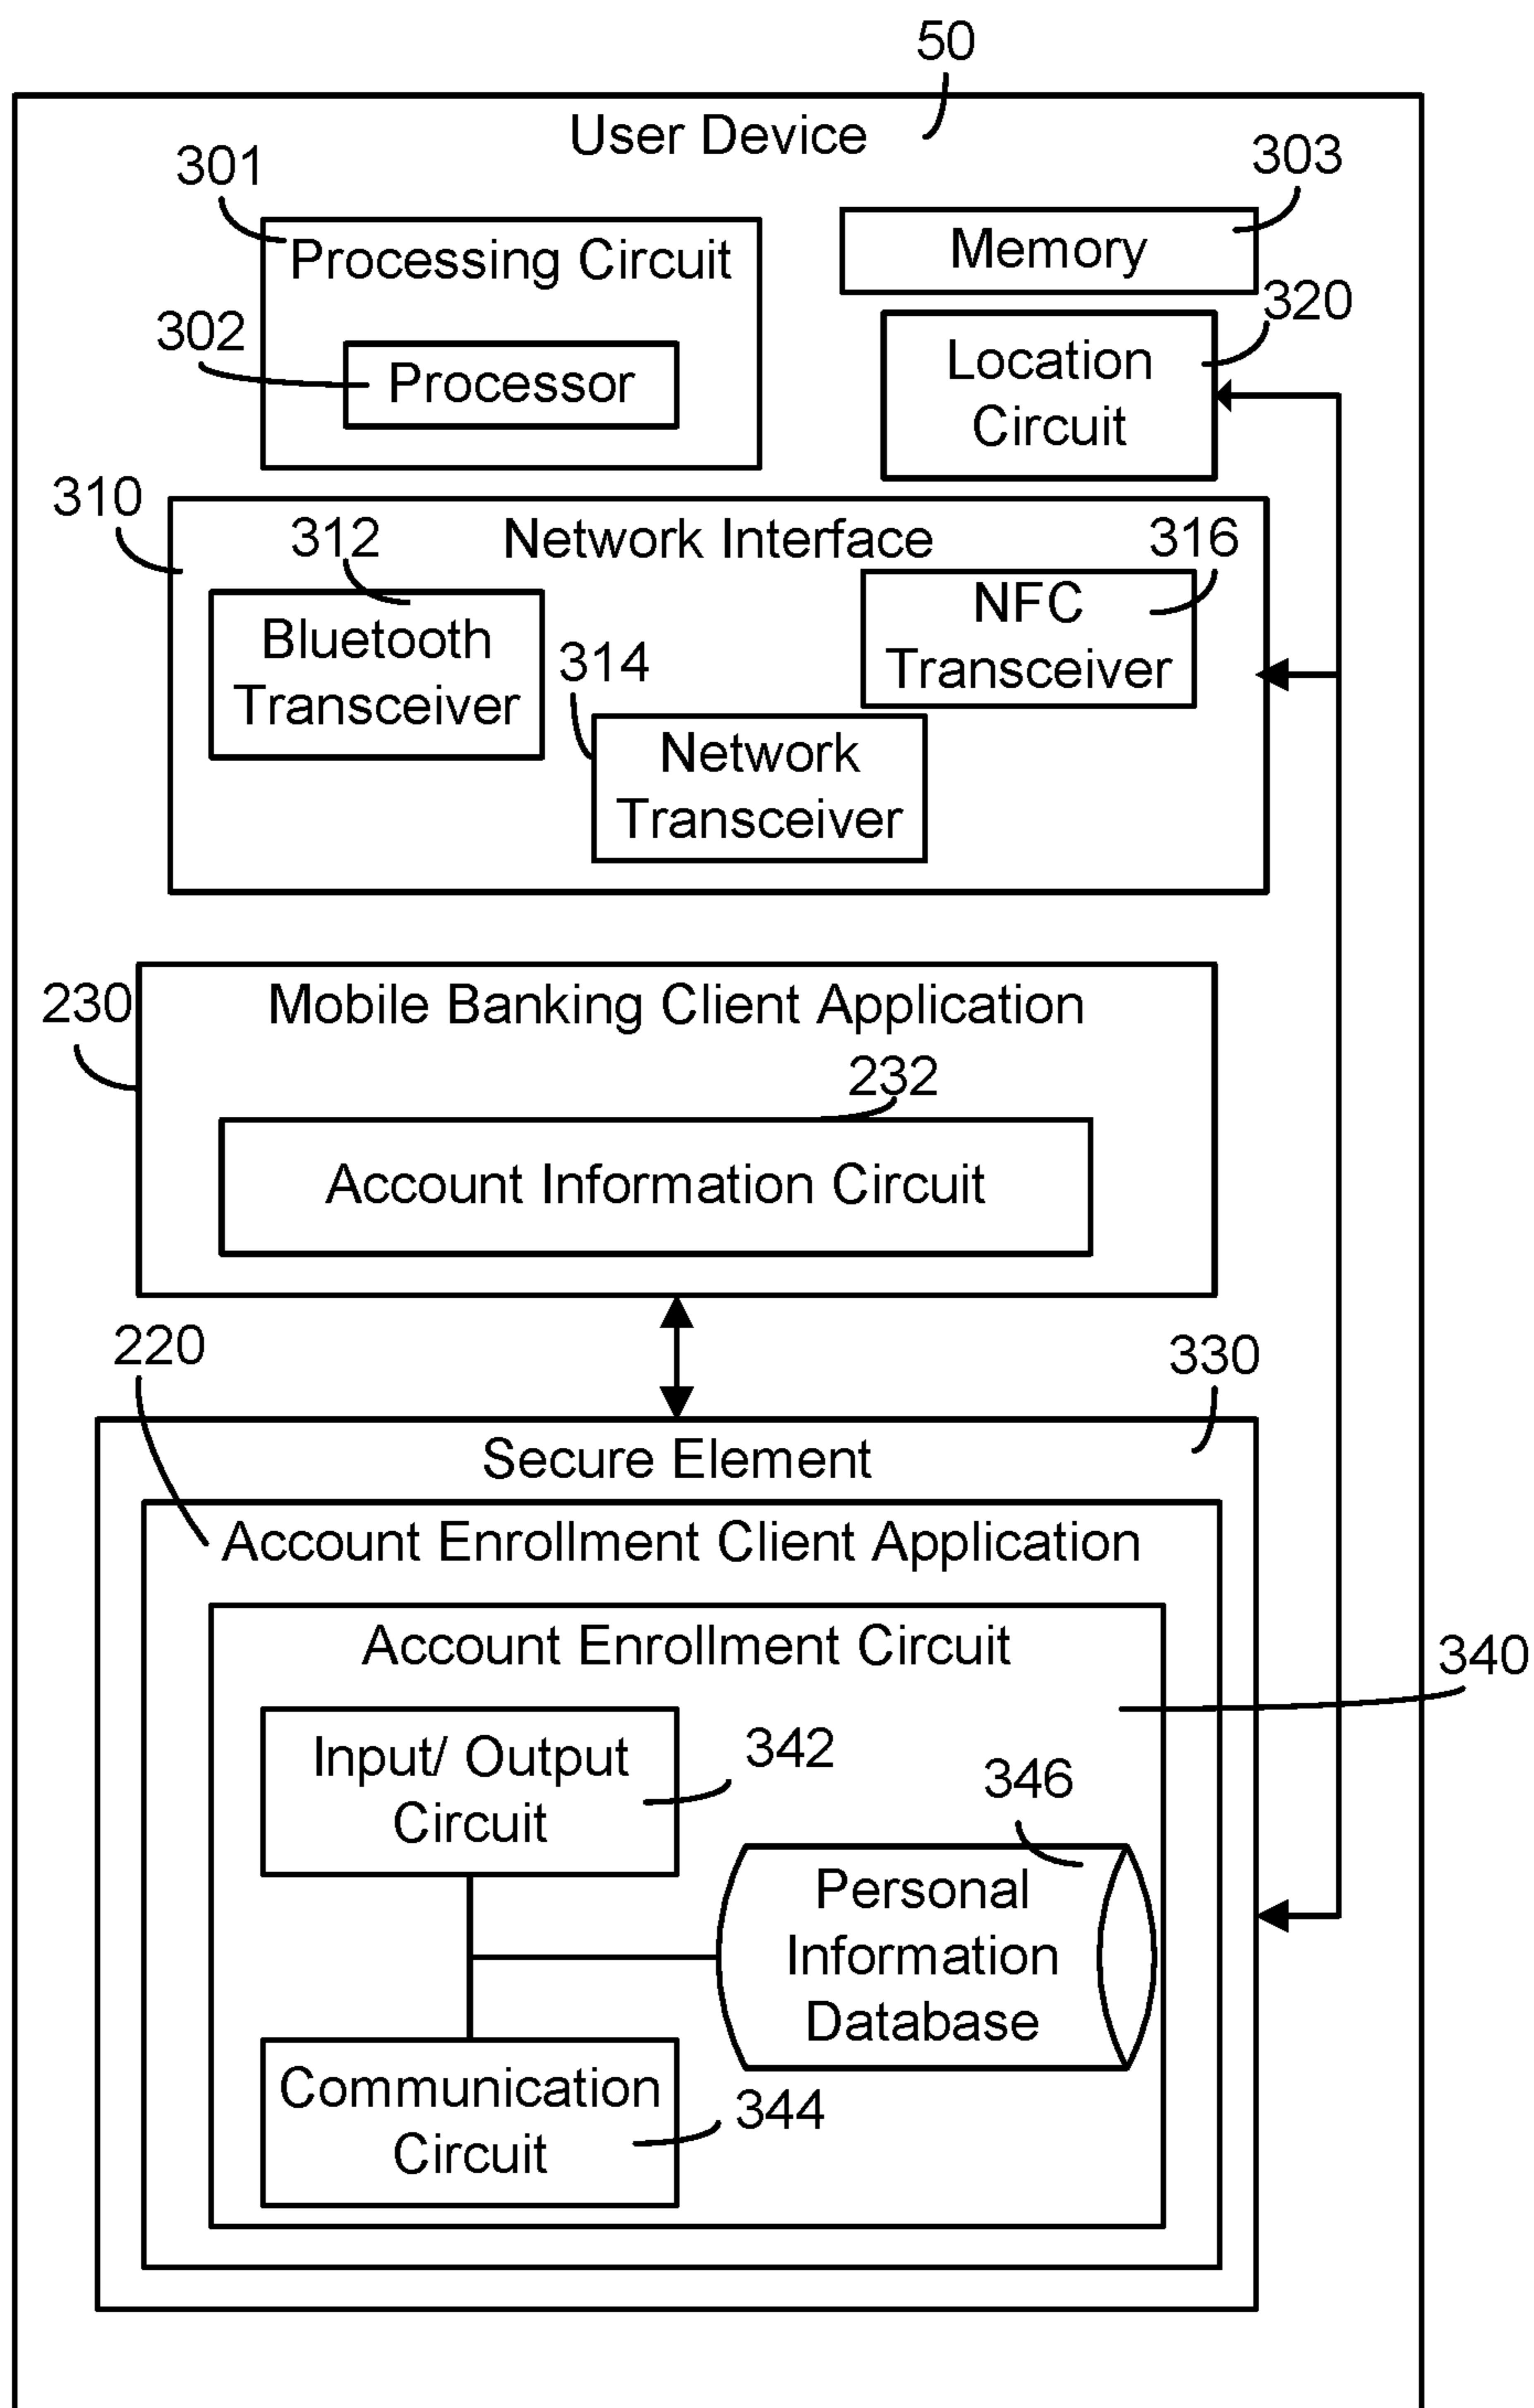 50
User Device
301
303
Processing Circuit
Memory
320
302
Processor
Location
Circuit
310
312
Network Interface
316
Bluetooth
Transceiver
NFC
Transceiver
314
Network
Transceiver
230
Mobile Banking Client Application
232
Account Information Circuit
220
330
Secure Element
Account Enrollment Client Application
Account Enrollment Circuit
340
Input/ Output
Circuit
342
346
Personal
Information
Database
Communication
Circuit
344